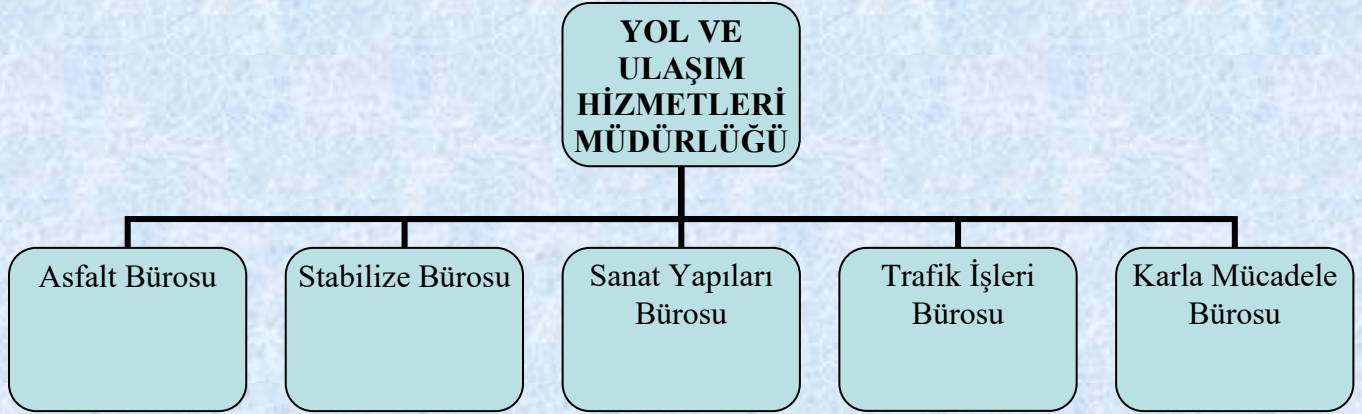 YOL VE
ULAŞIM
HİZMETLERİ
MÜDÜRLÜĞÜ
Asfalt Bürosu
Stabilize Bürosu
Sanat Yapıları
Bürosu
Trafik İşleri
Bürosu
Karla Mücadele
Bürosu